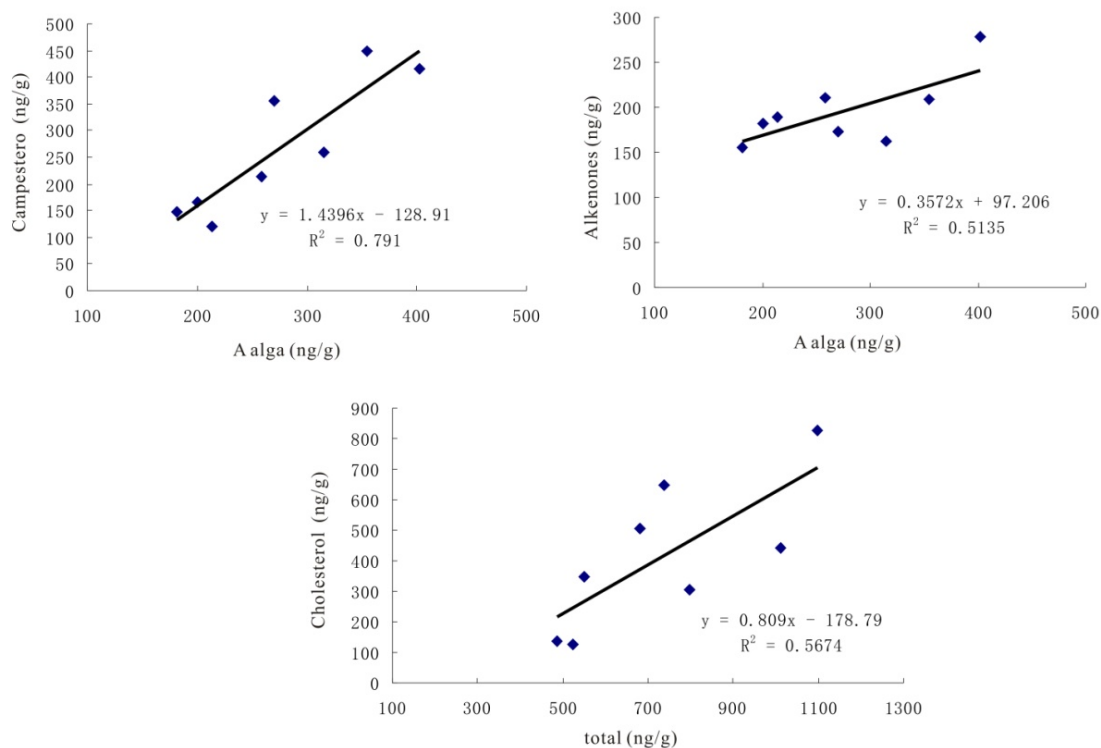 500
450
400
350
300
250
200
150
100
50
0
Campestero (ng/g)
y = 1.4396x - 128.91
R² = 0.791
100 200 300 400 500
A alga (ng/g)
300
250
200
150
100
50
0
Alkenones (ng/g)
y = 0.3572x + 97.206
R² = 0.5135
100 200 300 400 500
A alga (ng/g)
900
800
700
600
500
400
300
200
100
0
Cholesterol (ng/g)
y = 0.809x - 178.79
R² = 0.5674
100 300 500 700 900 1100 1300
total (ng/g)